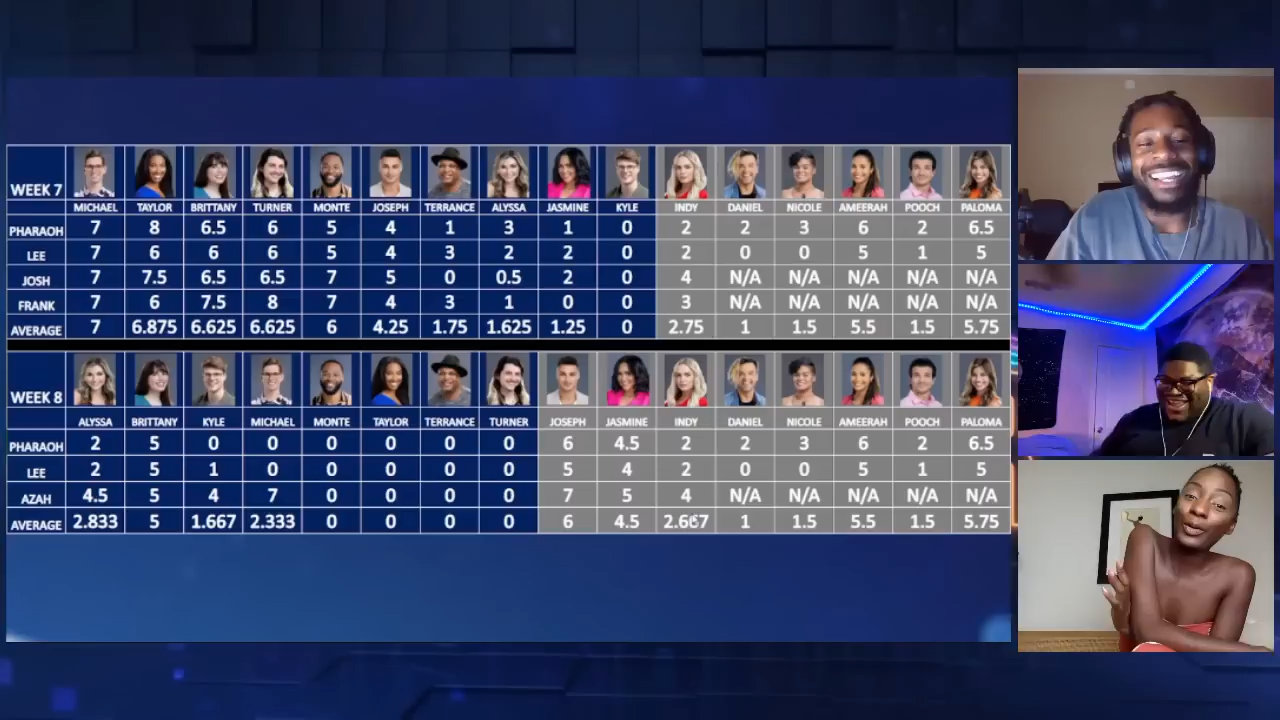 WEEK 7
MICHAEL TAYLOR BRITTANY TURNER MONTE JOSEPH TERRANCE ALYSSA JASMINE KYLE INDY DANIEL NICOLE AMEERAH POOCH PALOMA
PHARAOH 7 8 6.5 6 5 4 1 3 1 0 2 2 3 6 2 6.5
LEE 7 6 6 6 5 4 3 2 2 0 2 0 0 5 1 5
JOSH 7 7.5 6.5 6.5 7 5 0 0.5 2 0 4 N/A N/A N/A N/A N/A
FRANK 7 6 7.5 8 7 4 3 1 0 0 3 N/A N/A N/A N/A N/A
AVERAGE 7 6.875 6.625 6.625 6 4.25 1.75 1.625 1.25 0 2.75 1 1.5 5.5 1.5 5.75
WEEK 8
ALYSSA BRITTANY KYLE MICHAEL MONTE TAYLOR TERRANCE TURNER JOSEPH JASMINE INDY DANIEL NICOLE AMEERAH POOCH PALOMA
PHARAOH 2 5 0 0 0 0 0 0 6 4.5 2 2 3 6 2 6.5
LEE 2 5 1 0 0 0 0 0 5 4 2 0 0 5 1 5
AZAH 4.5 5 4 7 0 0 0 0 7 5 4 N/A N/A N/A N/A N/A
AVERAGE 2.833 5 1.667 2.333 0 0 0 0 6 4.5 2.667 1 1.5 5.5 1.5 5.75